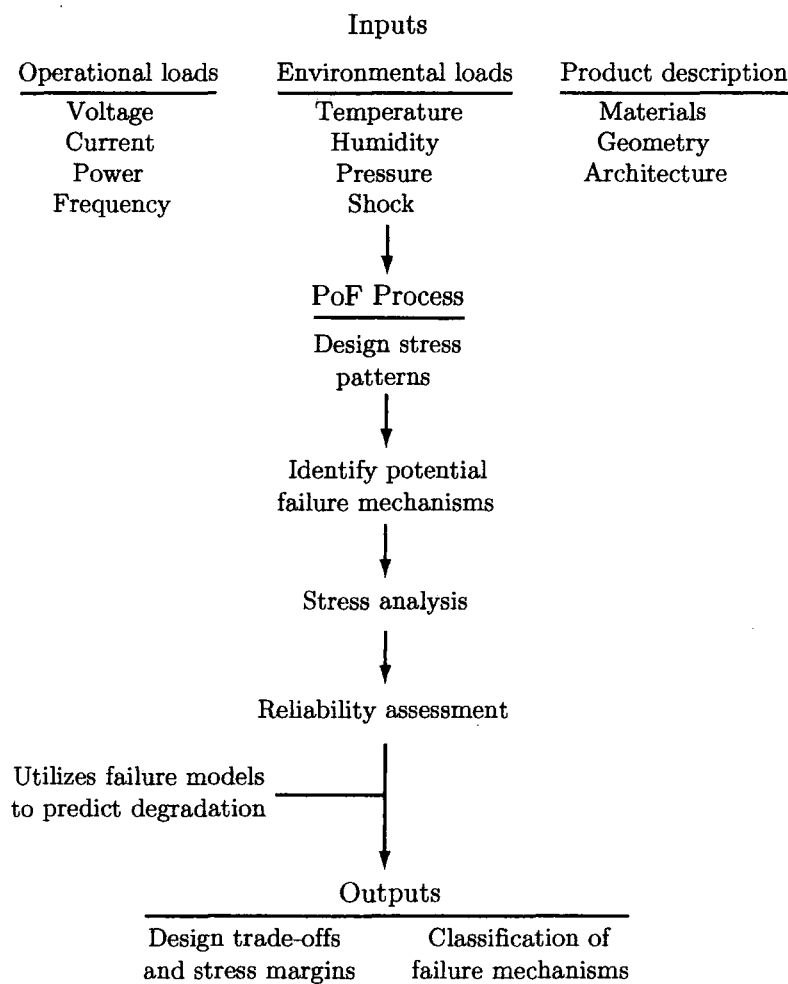 Inputs
Operational loads
Environmental loads
Product description
Voltage
Temperature
Materials
Current
Humidity
Geometry
Power
Pressure
Architecture
Frequency
Shock
PoF Process
Design stress
patterns
Identify potential
failure mechanisms
Stress analysis
Reliability assessment
Utilizes failure models
to predict degradation
Outputs
Design trade-offs
and stress margins
Classification of
failure mechanisms